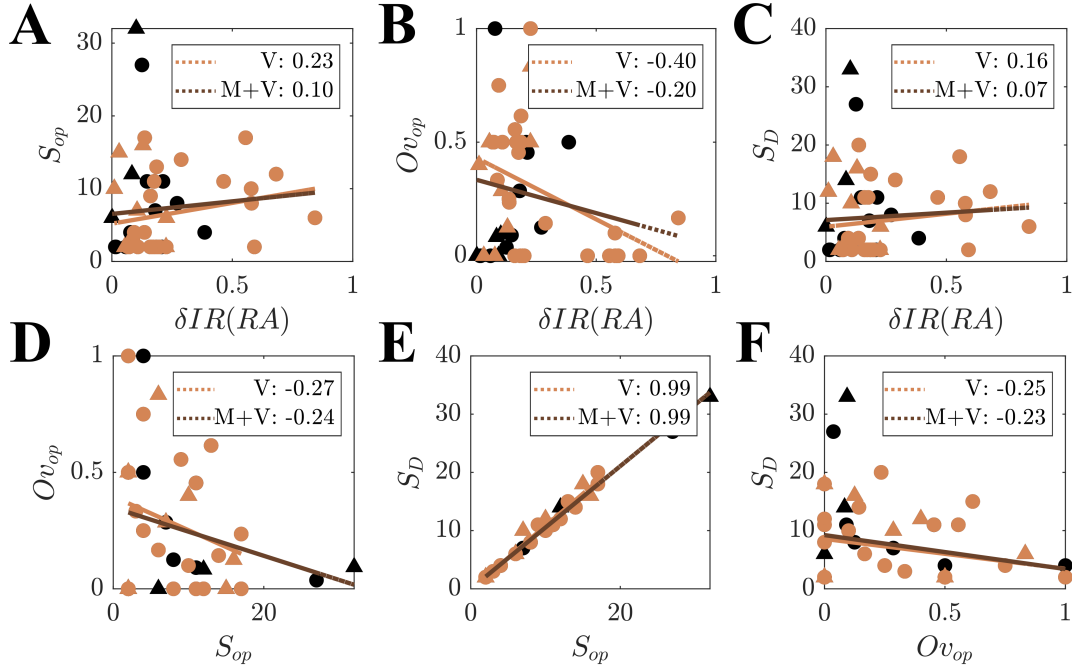 A
B
C
32
20
10
0
S_op
V: 0.23
M+V: 0.10
0
0.5
1
δIR(RA)
1
0.5
0
Ov_op
V: -0.40
M+V: -0.20
0
0.5
1
δIR(RA)
40
30
20
10
0
S_D
V: 0.16
M+V: 0.07
0
0.5
1
δIR(RA)
D
E
F
1
0.5
0
Ov_op
V: -0.27
M+V: -0.24
0
20
S_op
40
30
20
10
0
S_D
V: 0.99
M+V: 0.99
0
20
S_op
40
30
20
10
0
S_D
V: -0.25
M+V: -0.23
0
0.5
1
Ov_op